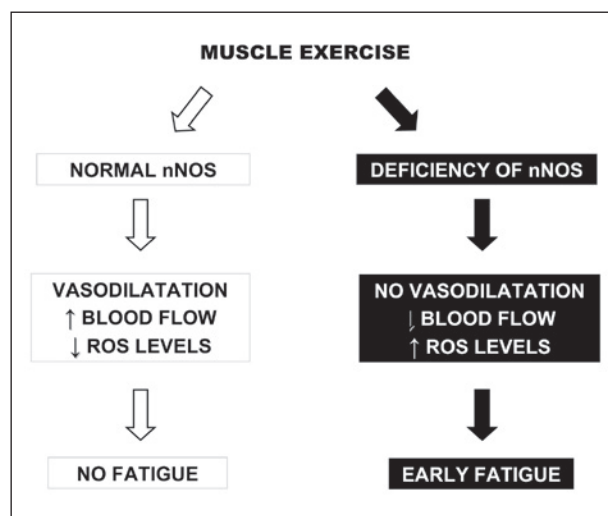 MUSCLE EXERCISE
NORMAL nNOS
DEFICIENCY OF nNOS
VASODILATATION
↑ BLOOD FLOW
↓ ROS LEVELS
NO VASODILATATION
↓ BLOOD FLOW
↑ ROS LEVELS
NO FATIGUE
EARLY FATIGUE